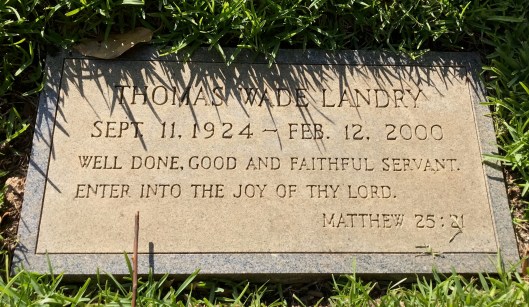 THOMAS WADE LANDRY
SEPT. 11, 1924 – FEB. 12, 2000
WELL DONE, GOOD AND FAITHFUL SERVANT.
ENTER INTO THE JOY OF THY LORD.
MATTHEW 25:21